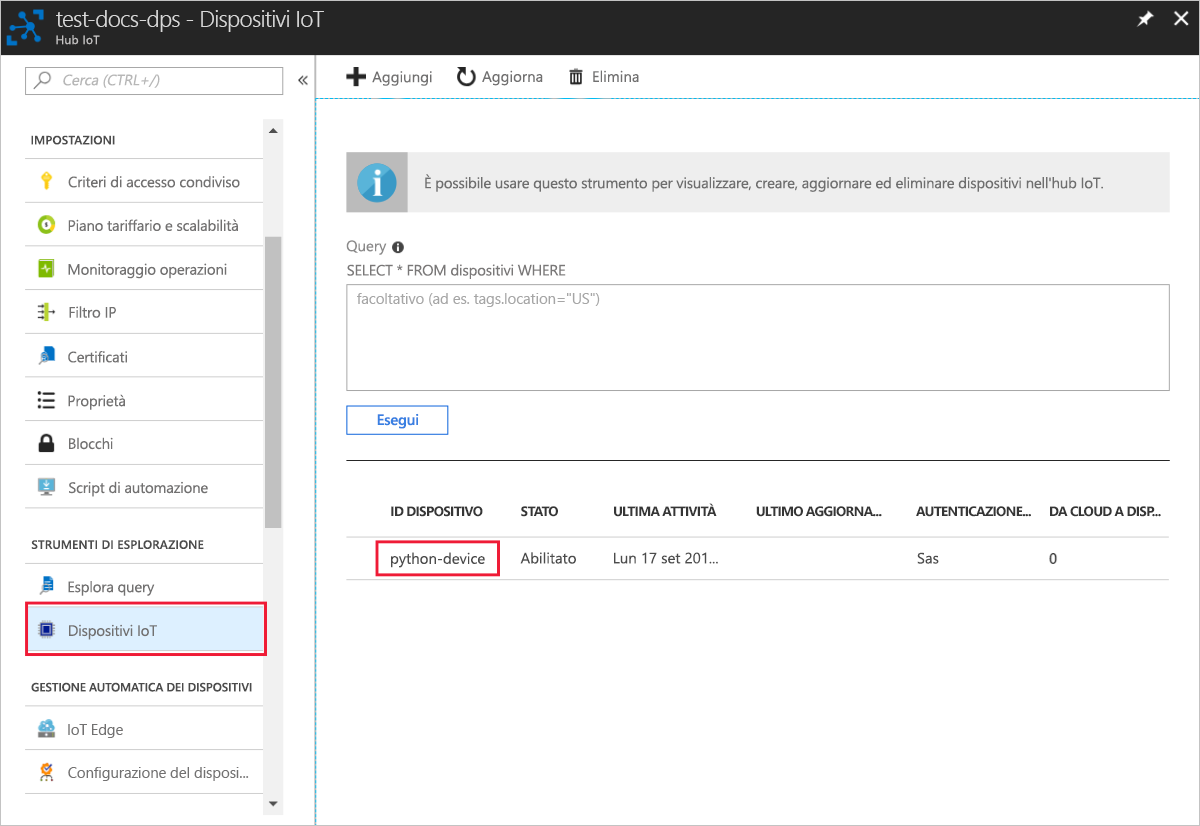 test-docs-dps - Dispositivi IoT
Hub IoT
Cerca (CTRL+/)
IMPOSTAZIONI
Criteri di accesso condiviso
Piano tariffario e scalabilità
Monitoraggio operazioni
Filtro IP
Certificati
Proprietà
Blocchi
Script di automazione
STRUMENTI DI ESPLORAZIONE
Esplora query
Dispositivi IoT
GESTIONE AUTOMATICA DEI DISPOSITIVI
IoT Edge
Configurazione del disposi...
Aggiungi Aggiorna Elimina
È possibile usare questo strumento per visualizzare, creare, aggiornare ed eliminare dispositivi nell'hub IoT.
Query
SELECT * FROM dispositivi WHERE
facoltativo (ad es. tags.location="US")
Esegui
ID DISPOSITIVO STATO ULTIMA ATTIVITÀ ULTIMO AGGIORNA... AUTENTICAZIONE... DA CLOUD A DISP...
python-device Abilitato Lun 17 set 201... Sas 0